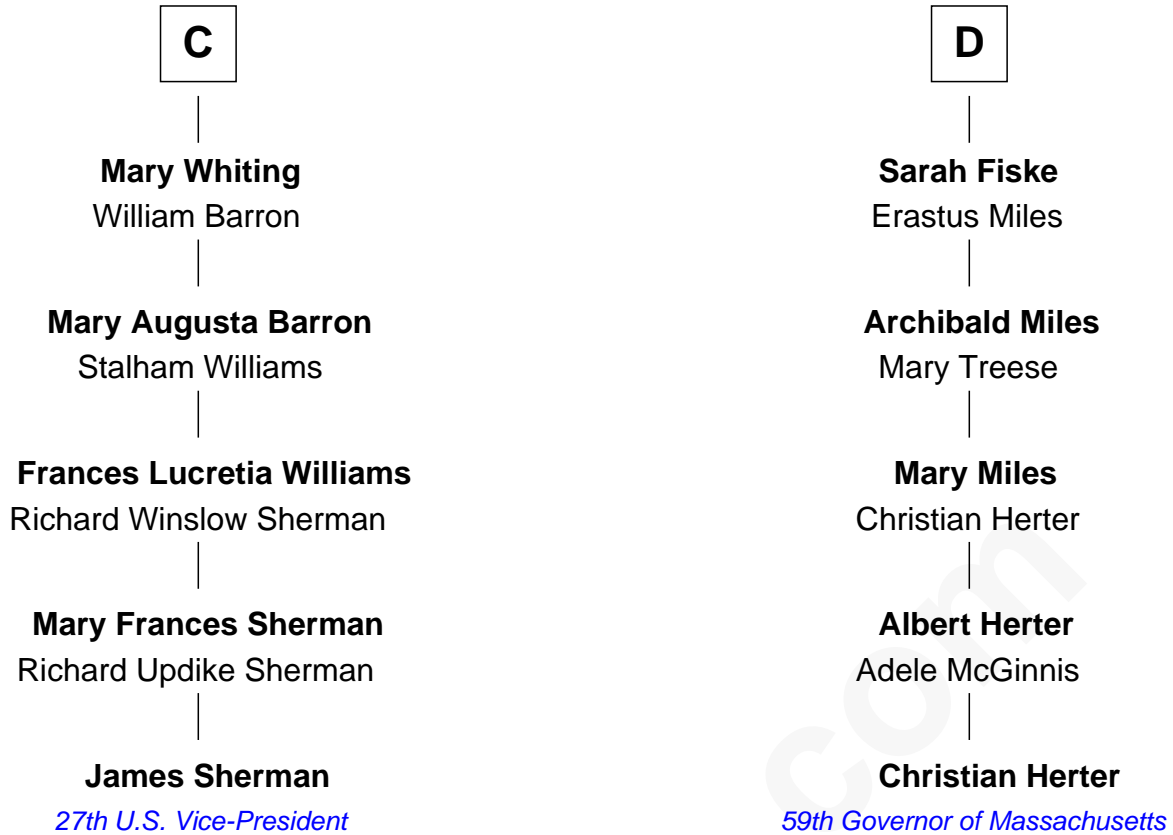 C
Mary Whiting
William Barron
Mary Augusta Barron
Stalham Williams
Frances Lucretia Williams
Richard Winslow Sherman
Mary Frances Sherman
Richard Updike Sherman
James Sherman
27th U.S. Vice-President
D
Sarah Fiske
Erastus Miles
Archibald Miles
Mary Treese
Mary Miles
Christian Herter
Albert Herter
Adele McGinnis
Christian Herter
59th Governor of Massachusetts
com